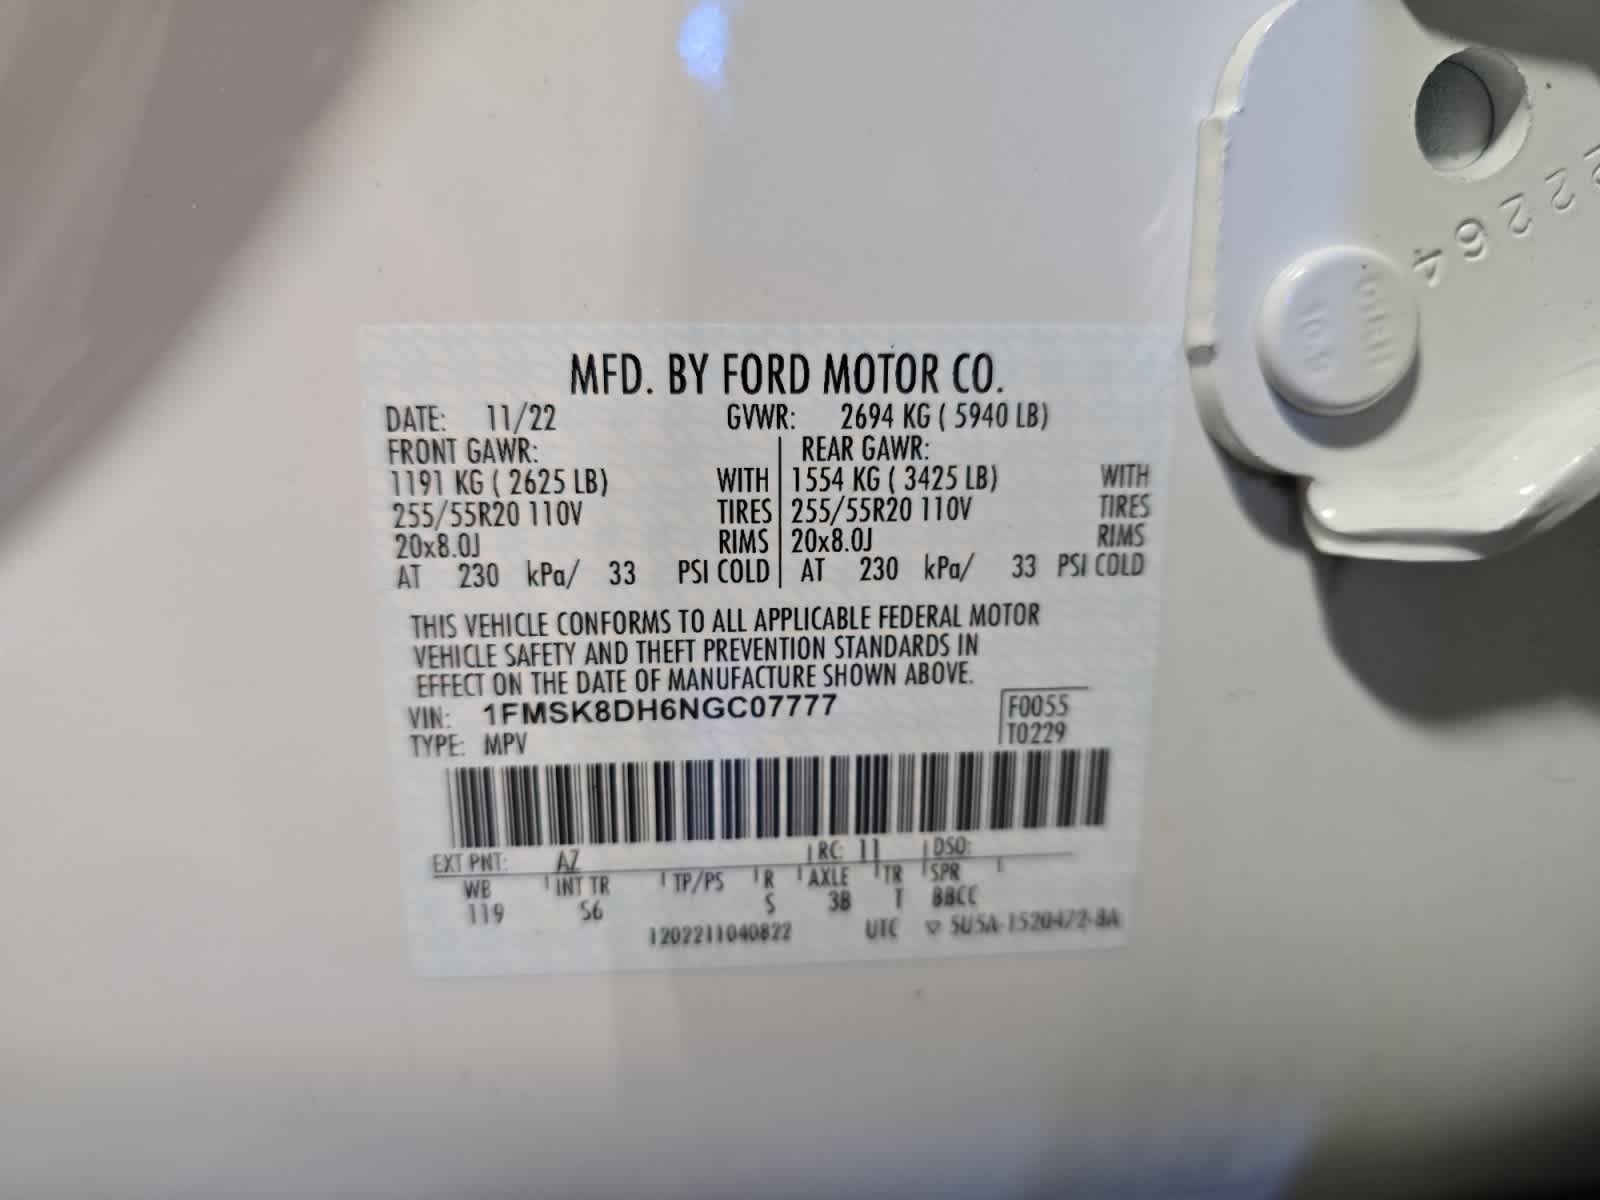 MFD. BY FORD MOTOR CO.
DATE: 11/22 GVWR: 2694 KG ( 5940 LB)
FRONT GAWR: REAR GAWR:
1191 KG ( 2625 LB) WITH 1554 KG ( 3425 LB) WITH
255/55R20 110V TIRES 255/55R20 110V TIRES
20x8.0J RIMS 20x8.0J RIMS
AT 230 kPa/ 33 PSI COLD AT 230 kPa/ 33 PSI COLD
THIS VEHICLE CONFORMS TO ALL APPLICABLE FEDERAL MOTOR
VEHICLE SAFETY AND THEFT PREVENTION STANDARDS IN
EFFECT ON THE DATE OF MANUFACTURE SHOWN ABOVE.
VIN: 1FMSK8DH6NGC07777 F0055
TYPE: MPV T0229
EXT PNT: AZ RC: 11 DSO:
WB INT TR TP/PS R AXLE TR SPR
119 S6 S 3B T BBCC
1202211040822 UTC ▽ 5U5A-1520472-BA
2264